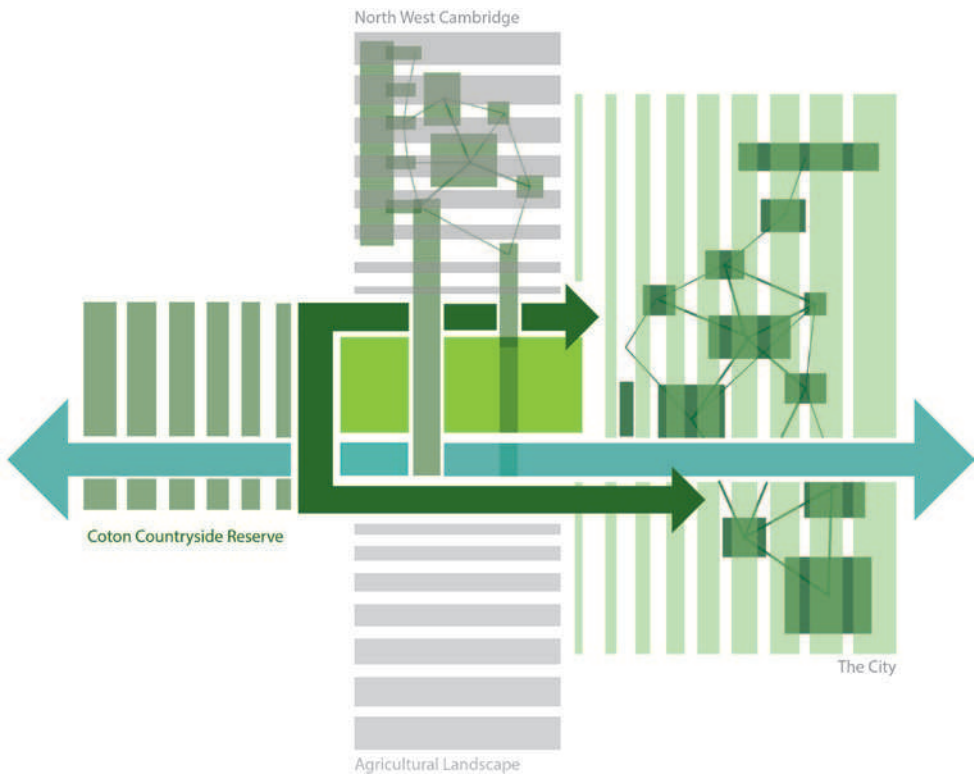 North West Cambridge
Coton Countryside Reserve
The City
Agricultural Landscape